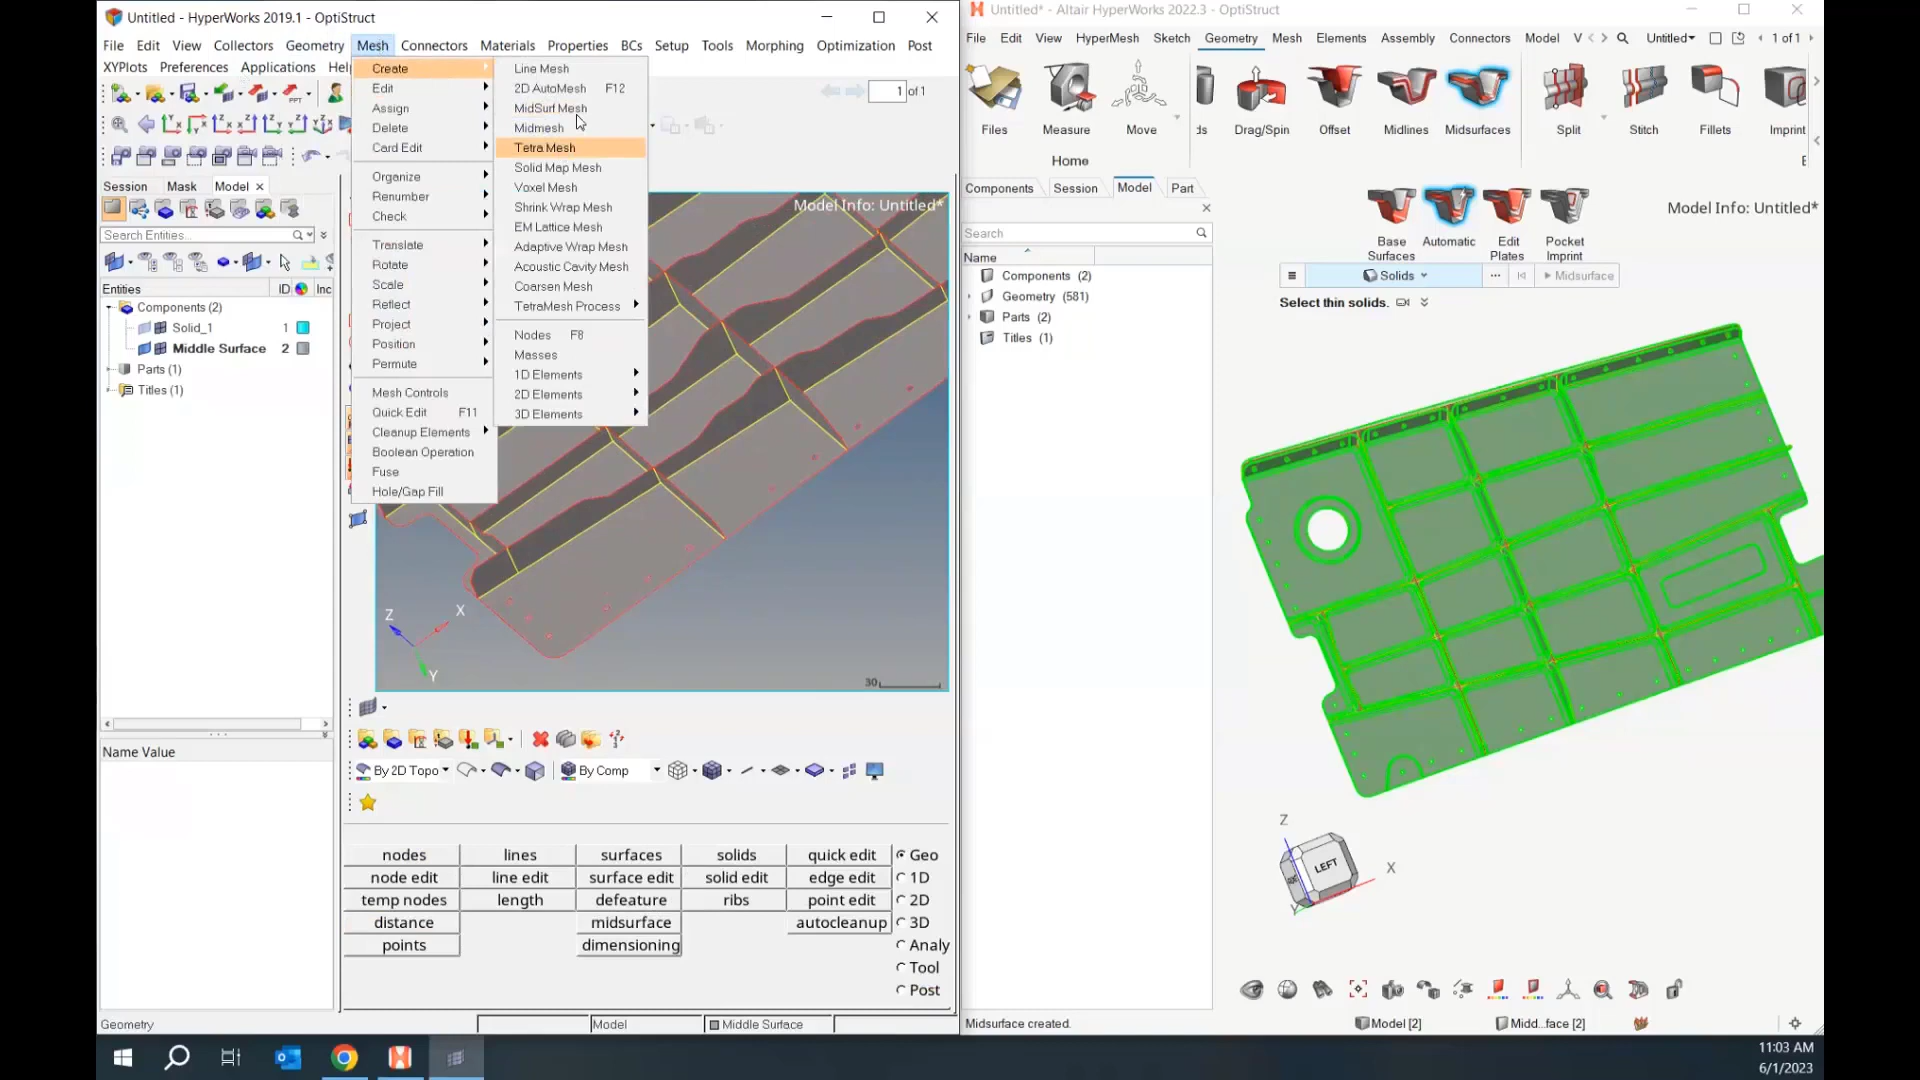 Untitled - HyperWorks 2019.1 - OptiStruct
File Edit View Collectors Geometry Mesh Connectors Materials Properties BCs Setup Tools Morphing Optimization Post
XYPlots Preferences Applications Hel
1 of 1
Create
Edit
Assign
Delete
Card Edit
Organize
Renumber
Check
Translate
Rotate
Scale
Reflect
Project
Position
Permute
Mesh Controls
Quick Edit F11
Cleanup Elements
Boolean Operation
Fuse
Hole/Gap Fill
Line Mesh
2D AutoMesh F12
MidSurf Mesh
Midmesh
Tetra Mesh
Solid Map Mesh
Voxel Mesh
Shrink Wrap Mesh
EM Lattice Mesh
Adaptive Wrap Mesh
Acoustic Cavity Mesh
Coarsen Mesh
TetraMesh Process
Nodes F8
Masses
1D Elements
2D Elements
3D Elements
Session Mask Model
Search Entities...
Entities ID Inc
Components (2)
Solid_1 1
Middle Surface 2
Parts (1)
Titles (1)
Name Value
Model Info: Untitled*
Z X
Y
30
By 2D Topo By Comp
nodes lines surfaces solids quick edit Geo
node edit line edit surface edit solid edit edge edit 1D
temp nodes length defeature ribs point edit 2D
distance midsurface autocleanup 3D
points dimensioning Analy
Tool
Post
Geometry Model Middle Surface
Untitled* - Altair HyperWorks 2022.3 - OptiStruct
File Edit View HyperMesh Sketch Geometry Mesh Elements Assembly Connectors Model V Untitled 1 of 1
Files Measure Move ds Drag/Spin Offset Midlines Midsurfaces Split Stitch Fillets Imprint
Home E
Components Session Model Part
Search
Name
Components (2)
Geometry (581)
Parts (2)
Titles (1)
Base Surfaces
Automatic
Edit Plates
Pocket Imprint
Model Info: Untitled*
Solids ... Midsurface
Select thin solids.
Z
LEFT
X
Y
Midsurface created. Model [2] Midd...face [2]
11:03 AM
6/1/2023